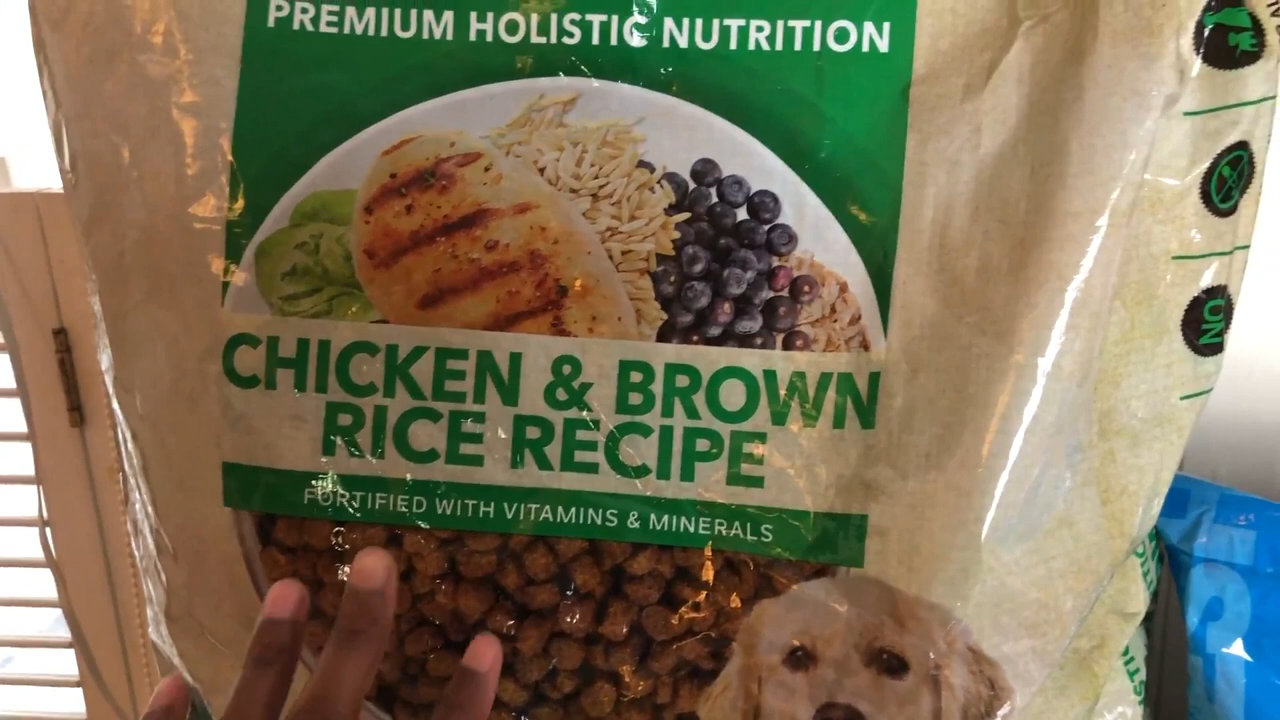 PREMIUM HOLISTIC NUTRITION
CHICKEN & BROWN
RICE RECIPE
FORTIFIED WITH VITAMINS & MINERALS